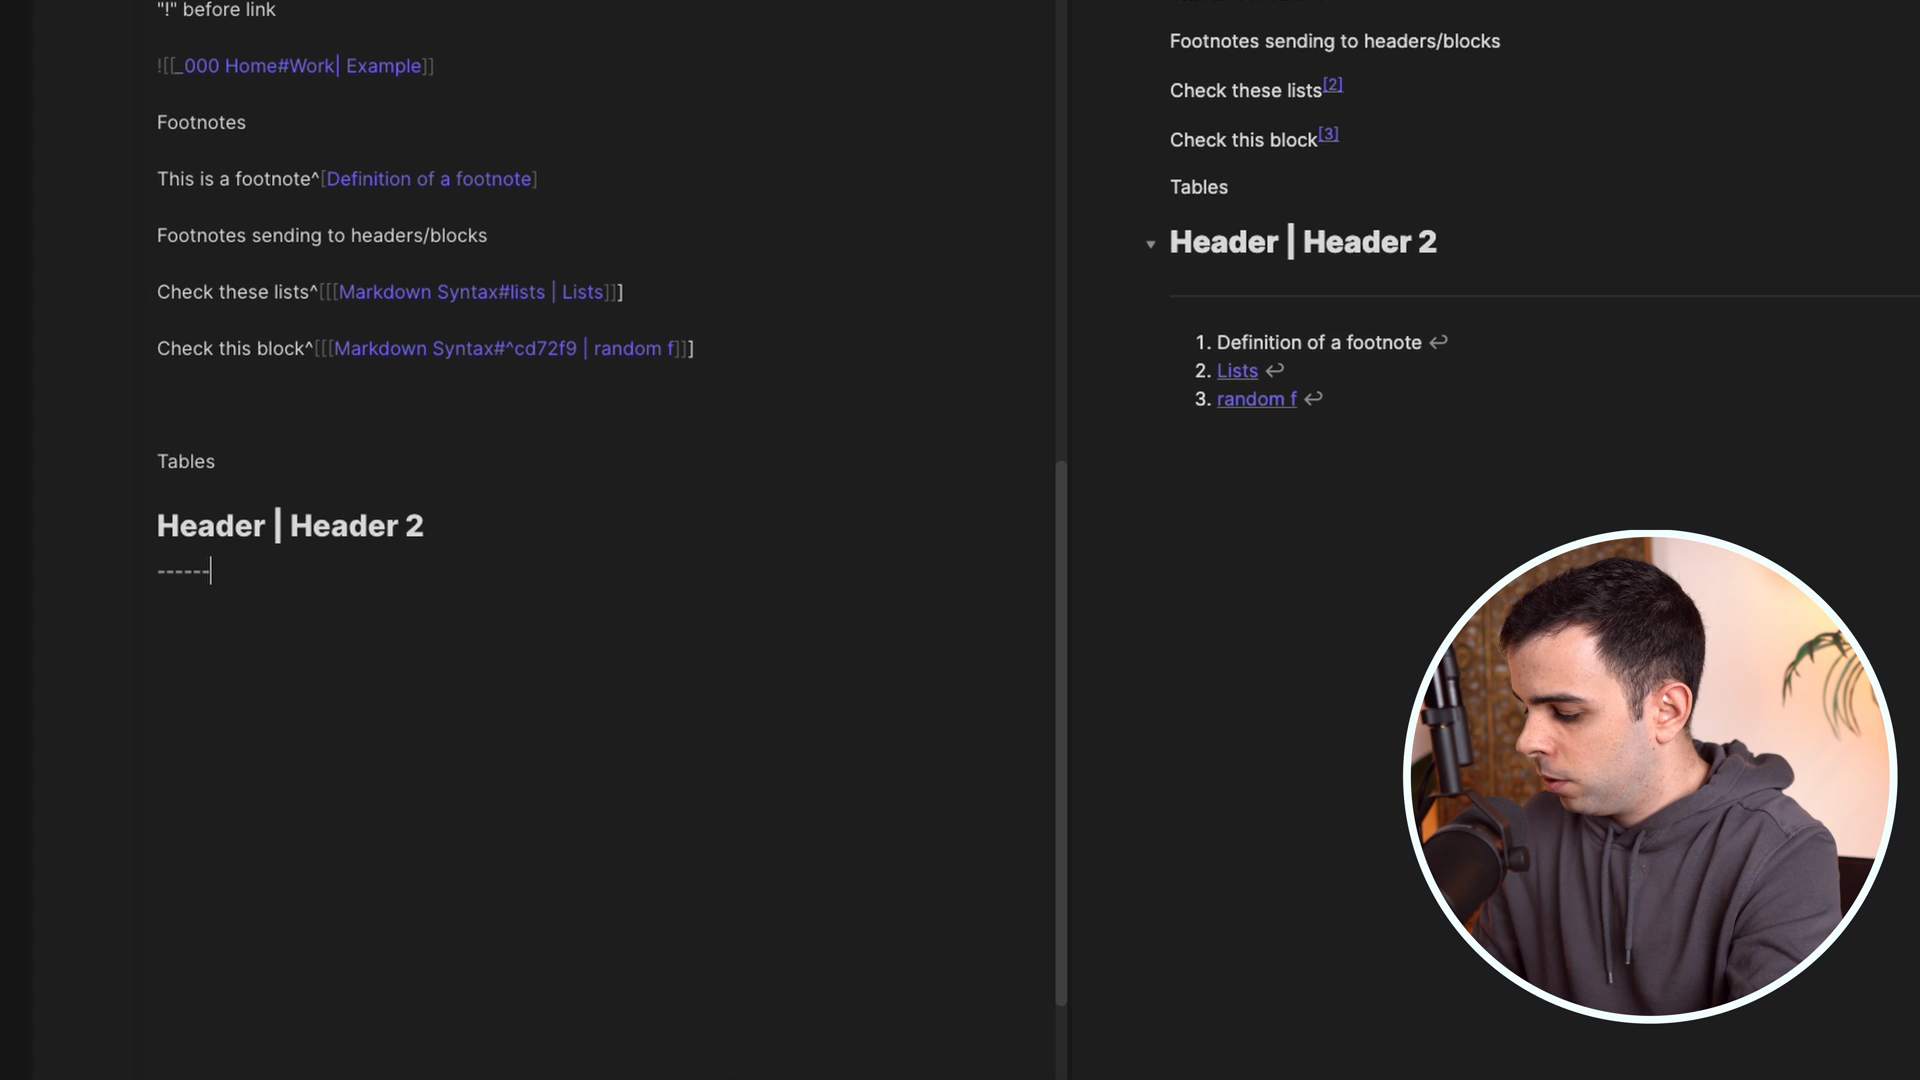 "!" before link
![[_000 Home#Work| Example]]
Footnotes
This is a footnote^[Definition of a footnote]
Footnotes sending to headers/blocks
Check these lists^[[[Markdown Syntax#lists | Lists]]]
Check this block^[[[Markdown Syntax#^cd72f9 | random f]]]
Tables
Header | Header 2
------
Footnotes sending to headers/blocks
Check these lists[2]
Check this block[3]
Tables
Header | Header 2
1. Definition of a footnote ↩
2. Lists ↩
3. random f ↩